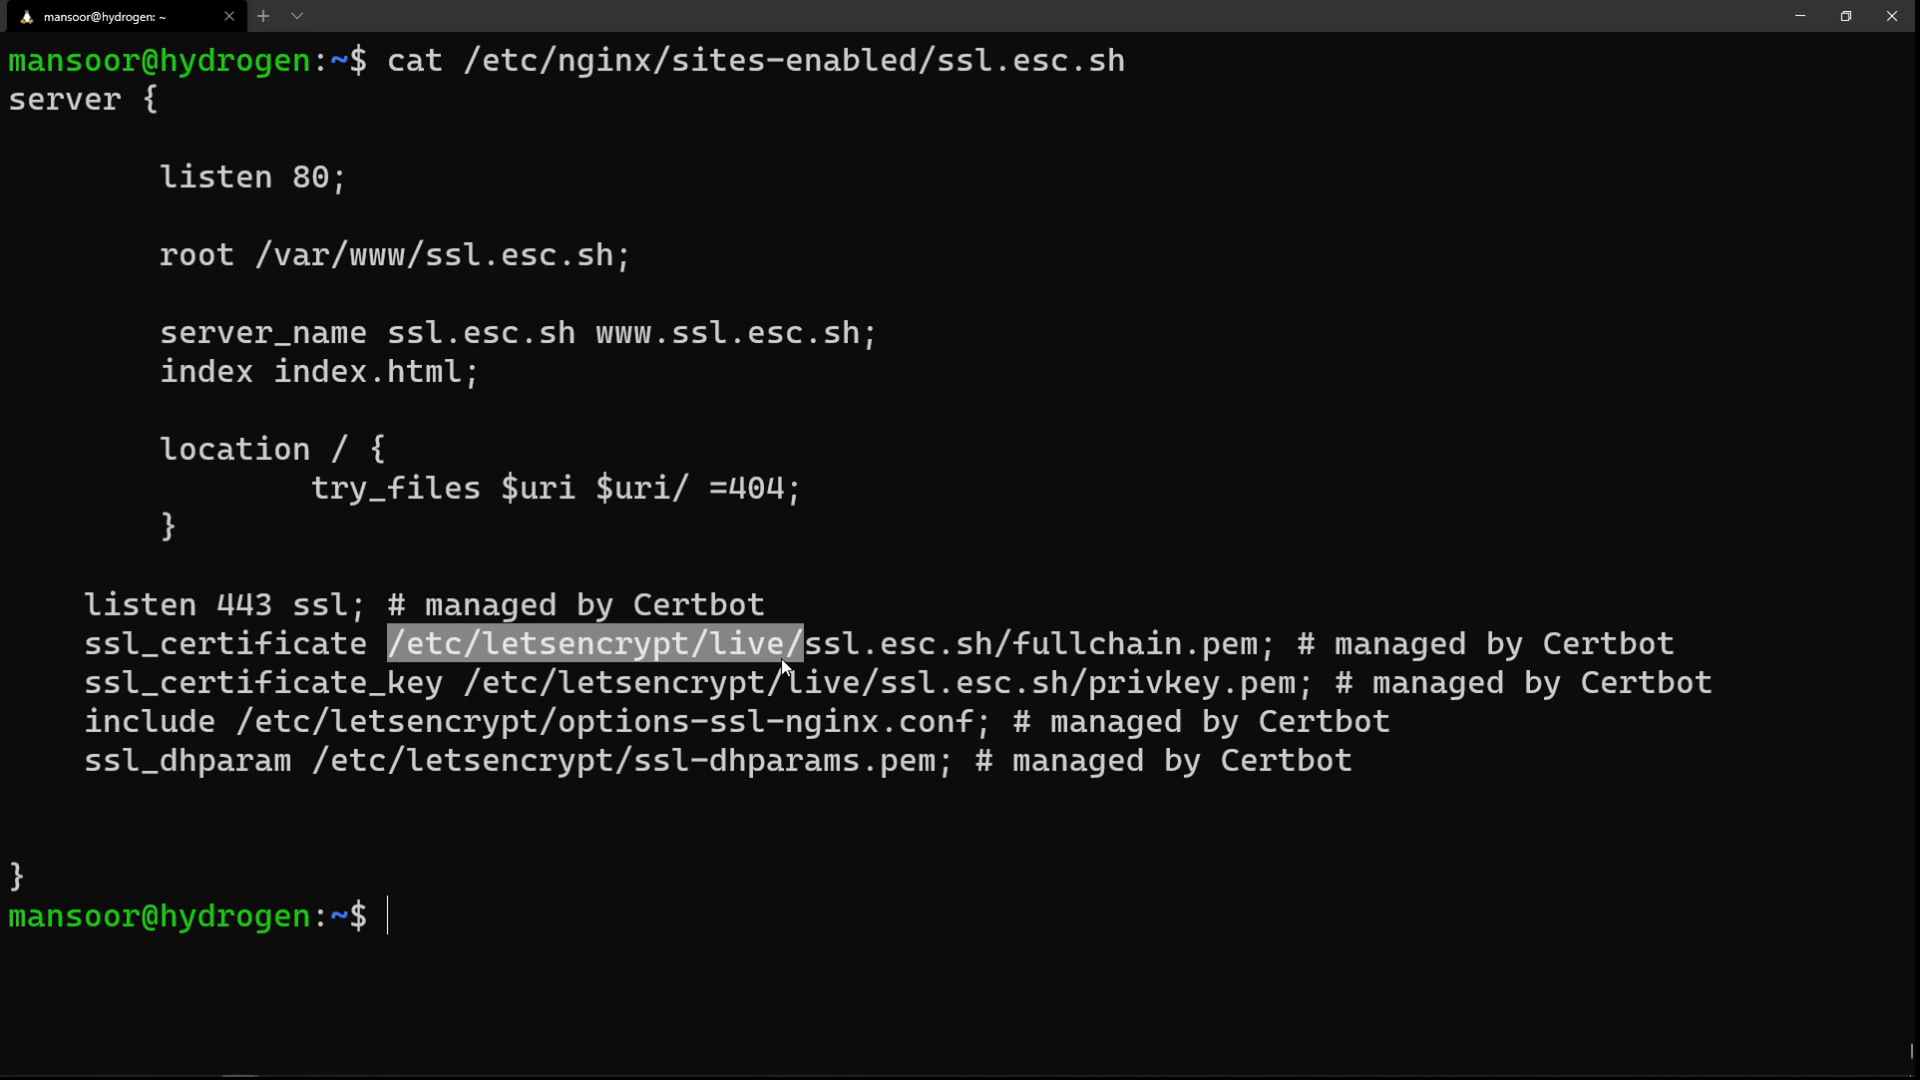 mansoor@hydrogen: ~
mansoor@hydrogen:~$ cat /etc/nginx/sites-enabled/ssl.esc.sh
server {
listen 80;
root /var/www/ssl.esc.sh;
server_name ssl.esc.sh www.ssl.esc.sh;
index index.html;
location / {
try_files $uri $uri/ =404;
}
listen 443 ssl; # managed by Certbot
ssl_certificate /etc/letsencrypt/live/ssl.esc.sh/fullchain.pem; # managed by Certbot
ssl_certificate_key /etc/letsencrypt/live/ssl.esc.sh/privkey.pem; # managed by Certbot
include /etc/letsencrypt/options-ssl-nginx.conf; # managed by Certbot
ssl_dhparam /etc/letsencrypt/ssl-dhparams.pem; # managed by Certbot
}
mansoor@hydrogen:~$